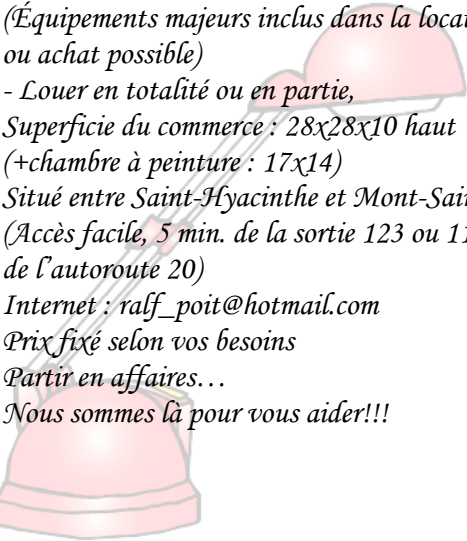 (Équipements majeurs inclus dans la
ou achat possible)
- Louer en totalité ou en partie,
Superficie du commerce : 28x28x10 haut
(+chambre à peinture : 17x14)
Situé entre Saint-Hyacinthe et
(Accès facile, 5 min. de la sortie 123 ou
de l’autoroute 20)
Internet : ralf_poit@hotmail.com
Prix fixé selon vos besoins
Partir en affaires…
Nous sommes là pour vous aider!!!